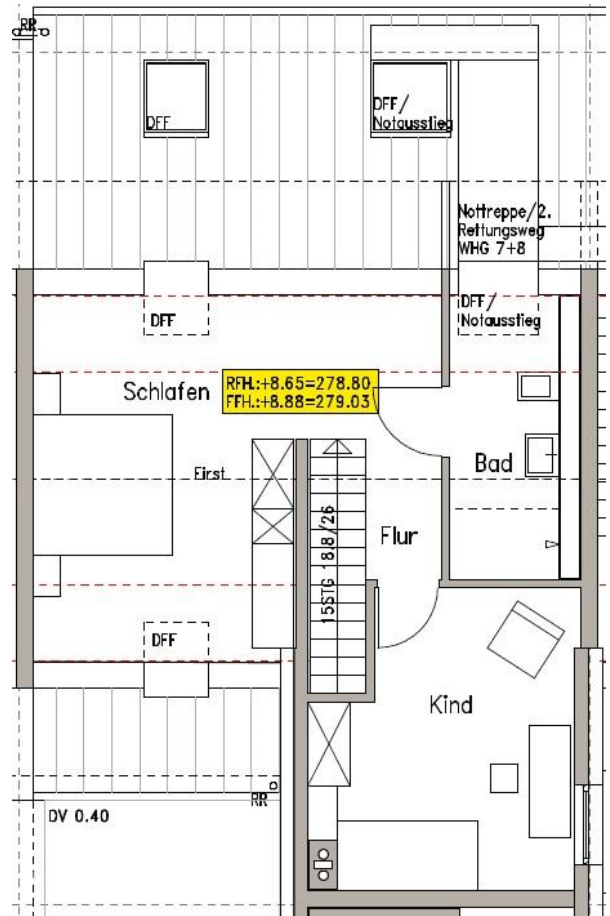 RR
DFF
DFF/
Notausstieg
Nottreppe/2.
Rettungsweg
WHG 7+8
DFF
DFF/
Notausstieg
Schlafen
RFH.:+8.65=278.80
FFH.:+8.88=279.03
Bad
First
15STG 18.8/26
Flur
DFF
Kind
RR
DV 0.40